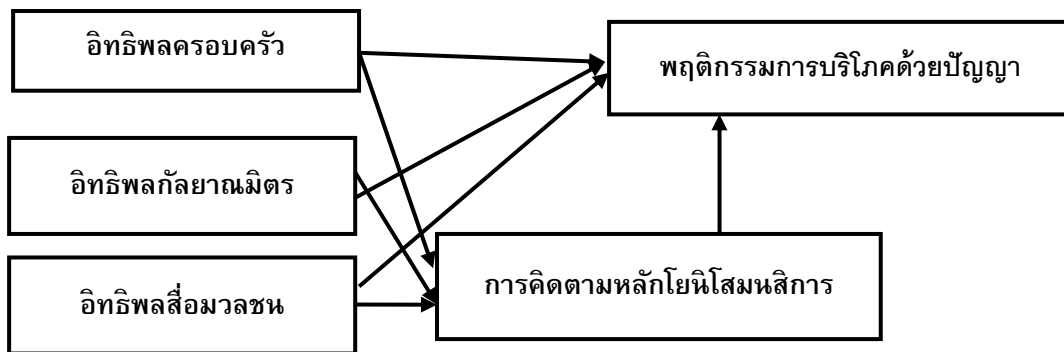 อิทธิพลครอบครัว
พฤติกรรมการบริโภคด้วยปัญญา
อิทธิพลกัลยาณมิตร
อิทธิพลสื่อมวลชน
การคิดตามหลักโยนิโสมนสิการ